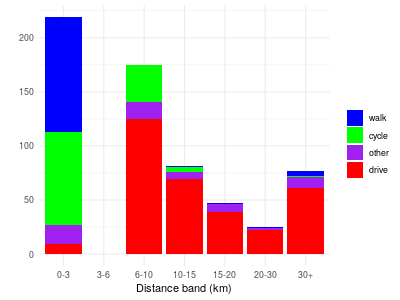 200
150
100
50
0
0-3 3-6 6-10 10-15 15-20 20-30 30+
Distance band (km)
walk
cycle
other
drive